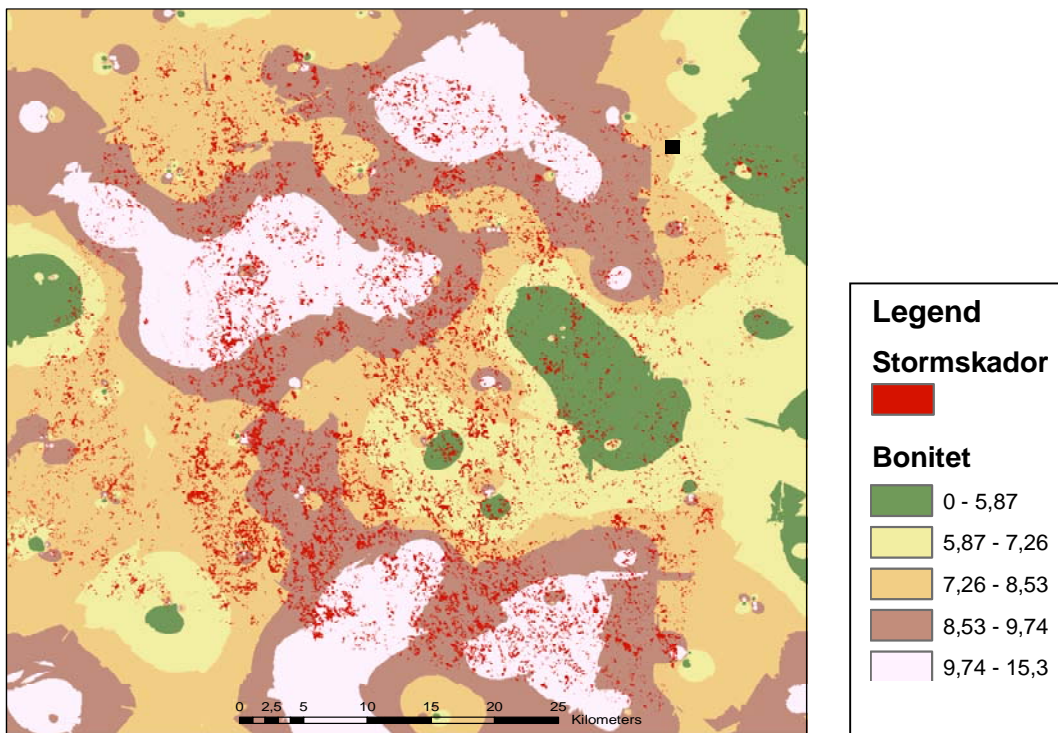 Legend
Stormskador
Bonitet
0 - 5,87
5,87 - 7,26
7,26 - 8,53
8,53 - 9,74
9,74 - 15,3
0 2,5 5 10 15 20 25
Kilometers